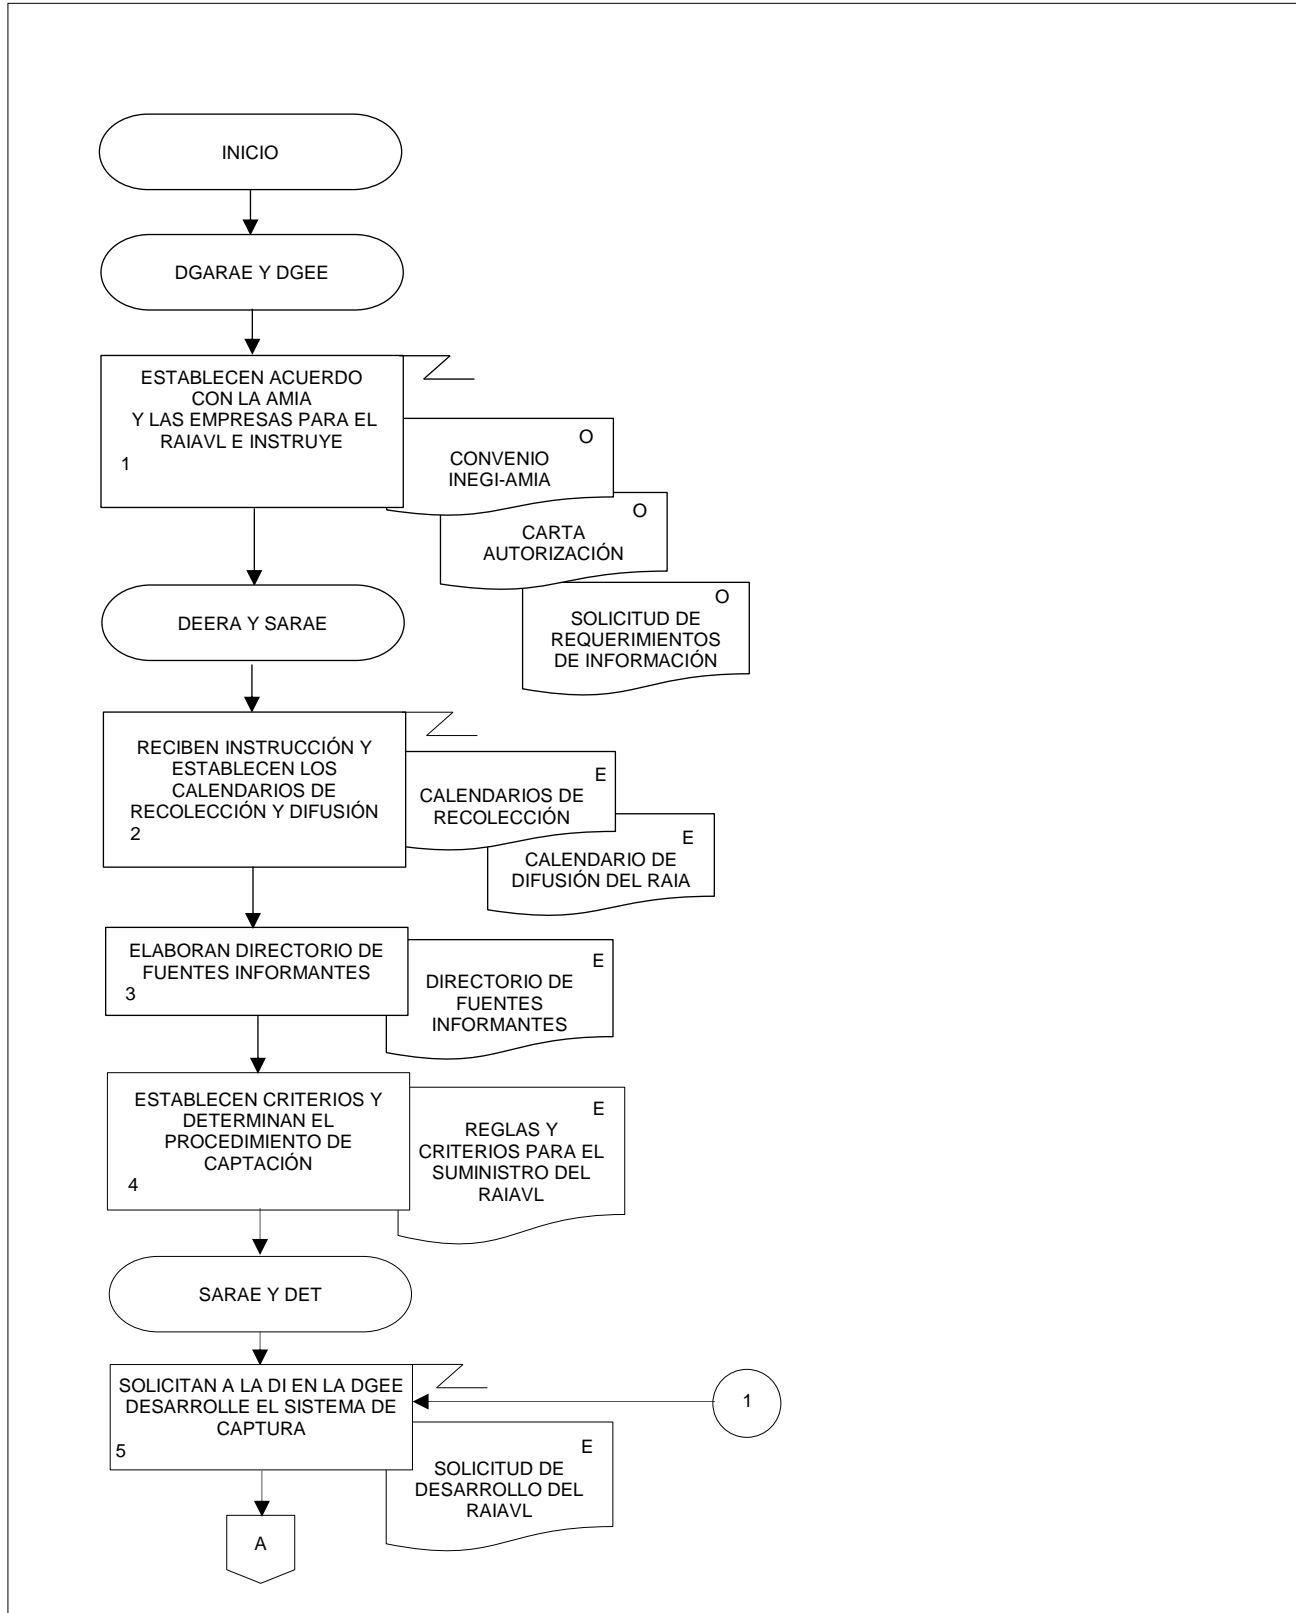 INICIO
DGARAE Y DGEE
ESTABLECEN ACUERDO
CON LA AMIA
Y LAS EMPRESAS PARA EL
RAIAVL E INSTRUYE
1
O
CONVENIO
INEGI-AMIA
O
CARTA
AUTORIZACIÓN
O
SOLICITUD DE
REQUERIMIENTOS
DE INFORMACIÓN
DEERA Y SARAE
RECIBEN INSTRUCCIÓN Y
ESTABLECEN LOS
CALENDARIOS DE
RECOLECCIÓN Y DIFUSIÓN
2
E
CALENDARIOS DE
RECOLECCIÓN
E
CALENDARIO DE
DIFUSIÓN DEL RAIA
ELABORAN DIRECTORIO DE
FUENTES INFORMANTES
3
E
DIRECTORIO DE
FUENTES
INFORMANTES
ESTABLECEN CRITERIOS Y
DETERMINAN EL
PROCEDIMIENTO DE
CAPTACIÓN
4
E
REGLAS Y
CRITERIOS PARA EL
SUMINISTRO DEL
RAIAVL
SARAE Y DET
SOLICITAN A LA DI EN LA DGEE
DESARROLLE EL SISTEMA DE
CAPTURA
5
1
E
SOLICITUD DE
DESARROLLO DEL
RAIAVL
A